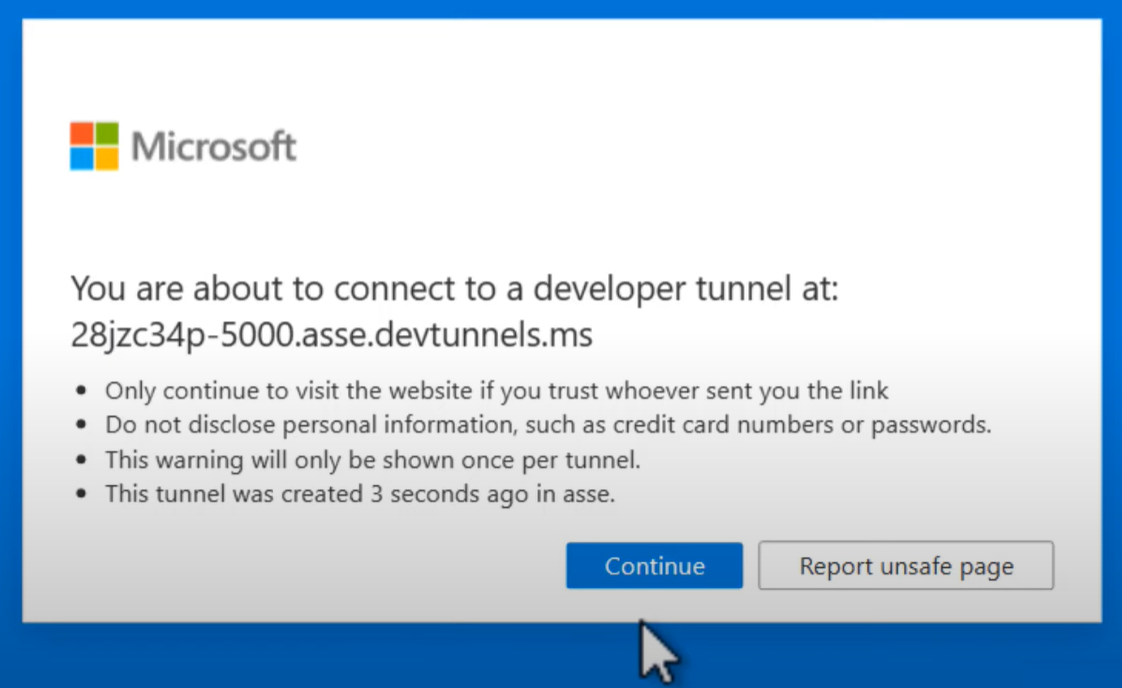 Microsoft
You are about to connect to a developer tunnel at:
28jzc34p-5000.asse.devtunnels.ms
Only continue to visit the website if you trust whoever sent you the link
Do not disclose personal information, such as credit card numbers or passwords.
This warning will only be shown once per tunnel.
This tunnel was created 3 seconds ago in asse.
Continue
Report unsafe page